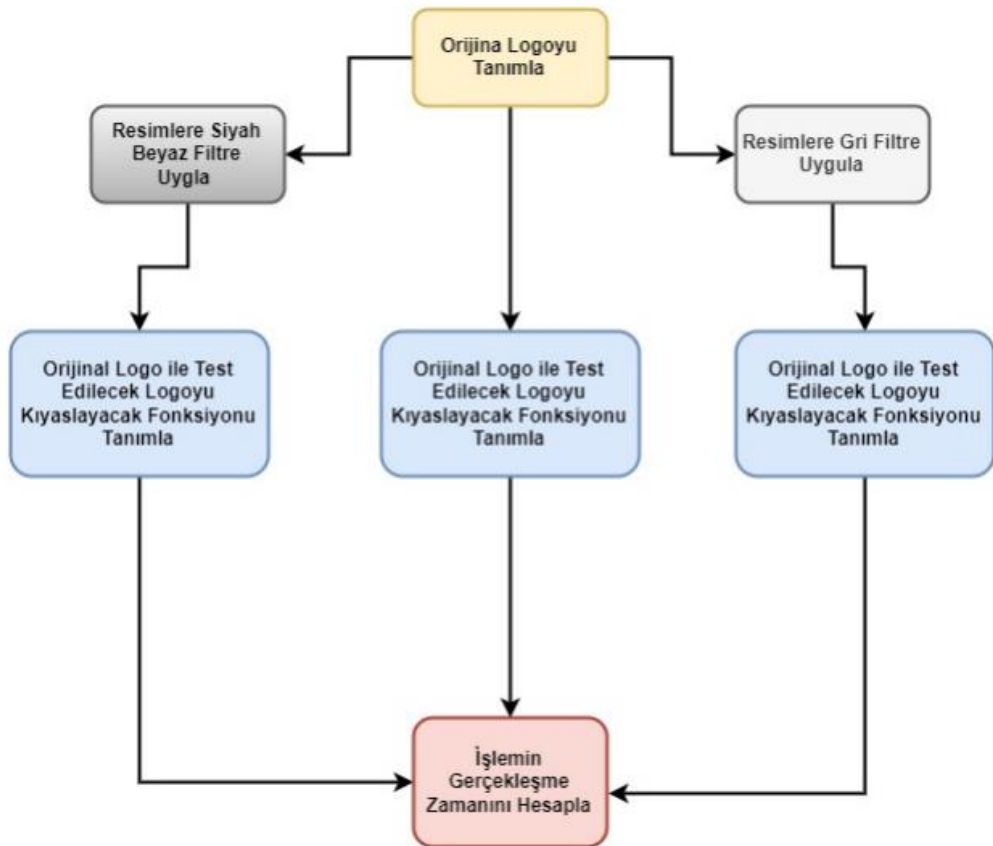 Orijina Logoyu
Tanımla
Resimlere Siyah
Beyaz Filtre
Uygla
Resimlere Gri Filtre
Uygula
Orijinal Logo ile Test
Edilecek Logoyu
Kıyaslayacak Fonksiyonu
Tanımla
Orijinal Logo ile Test
Edilecek Logoyu
Kıyaslayacak Fonksiyonu
Tanımla
Orijinal Logo ile Test
Edilecek Logoyu
Kıyaslayacak Fonksiyonu
Tanımla
İşlemin
Gerçekleşme
Zamanını Hesapla